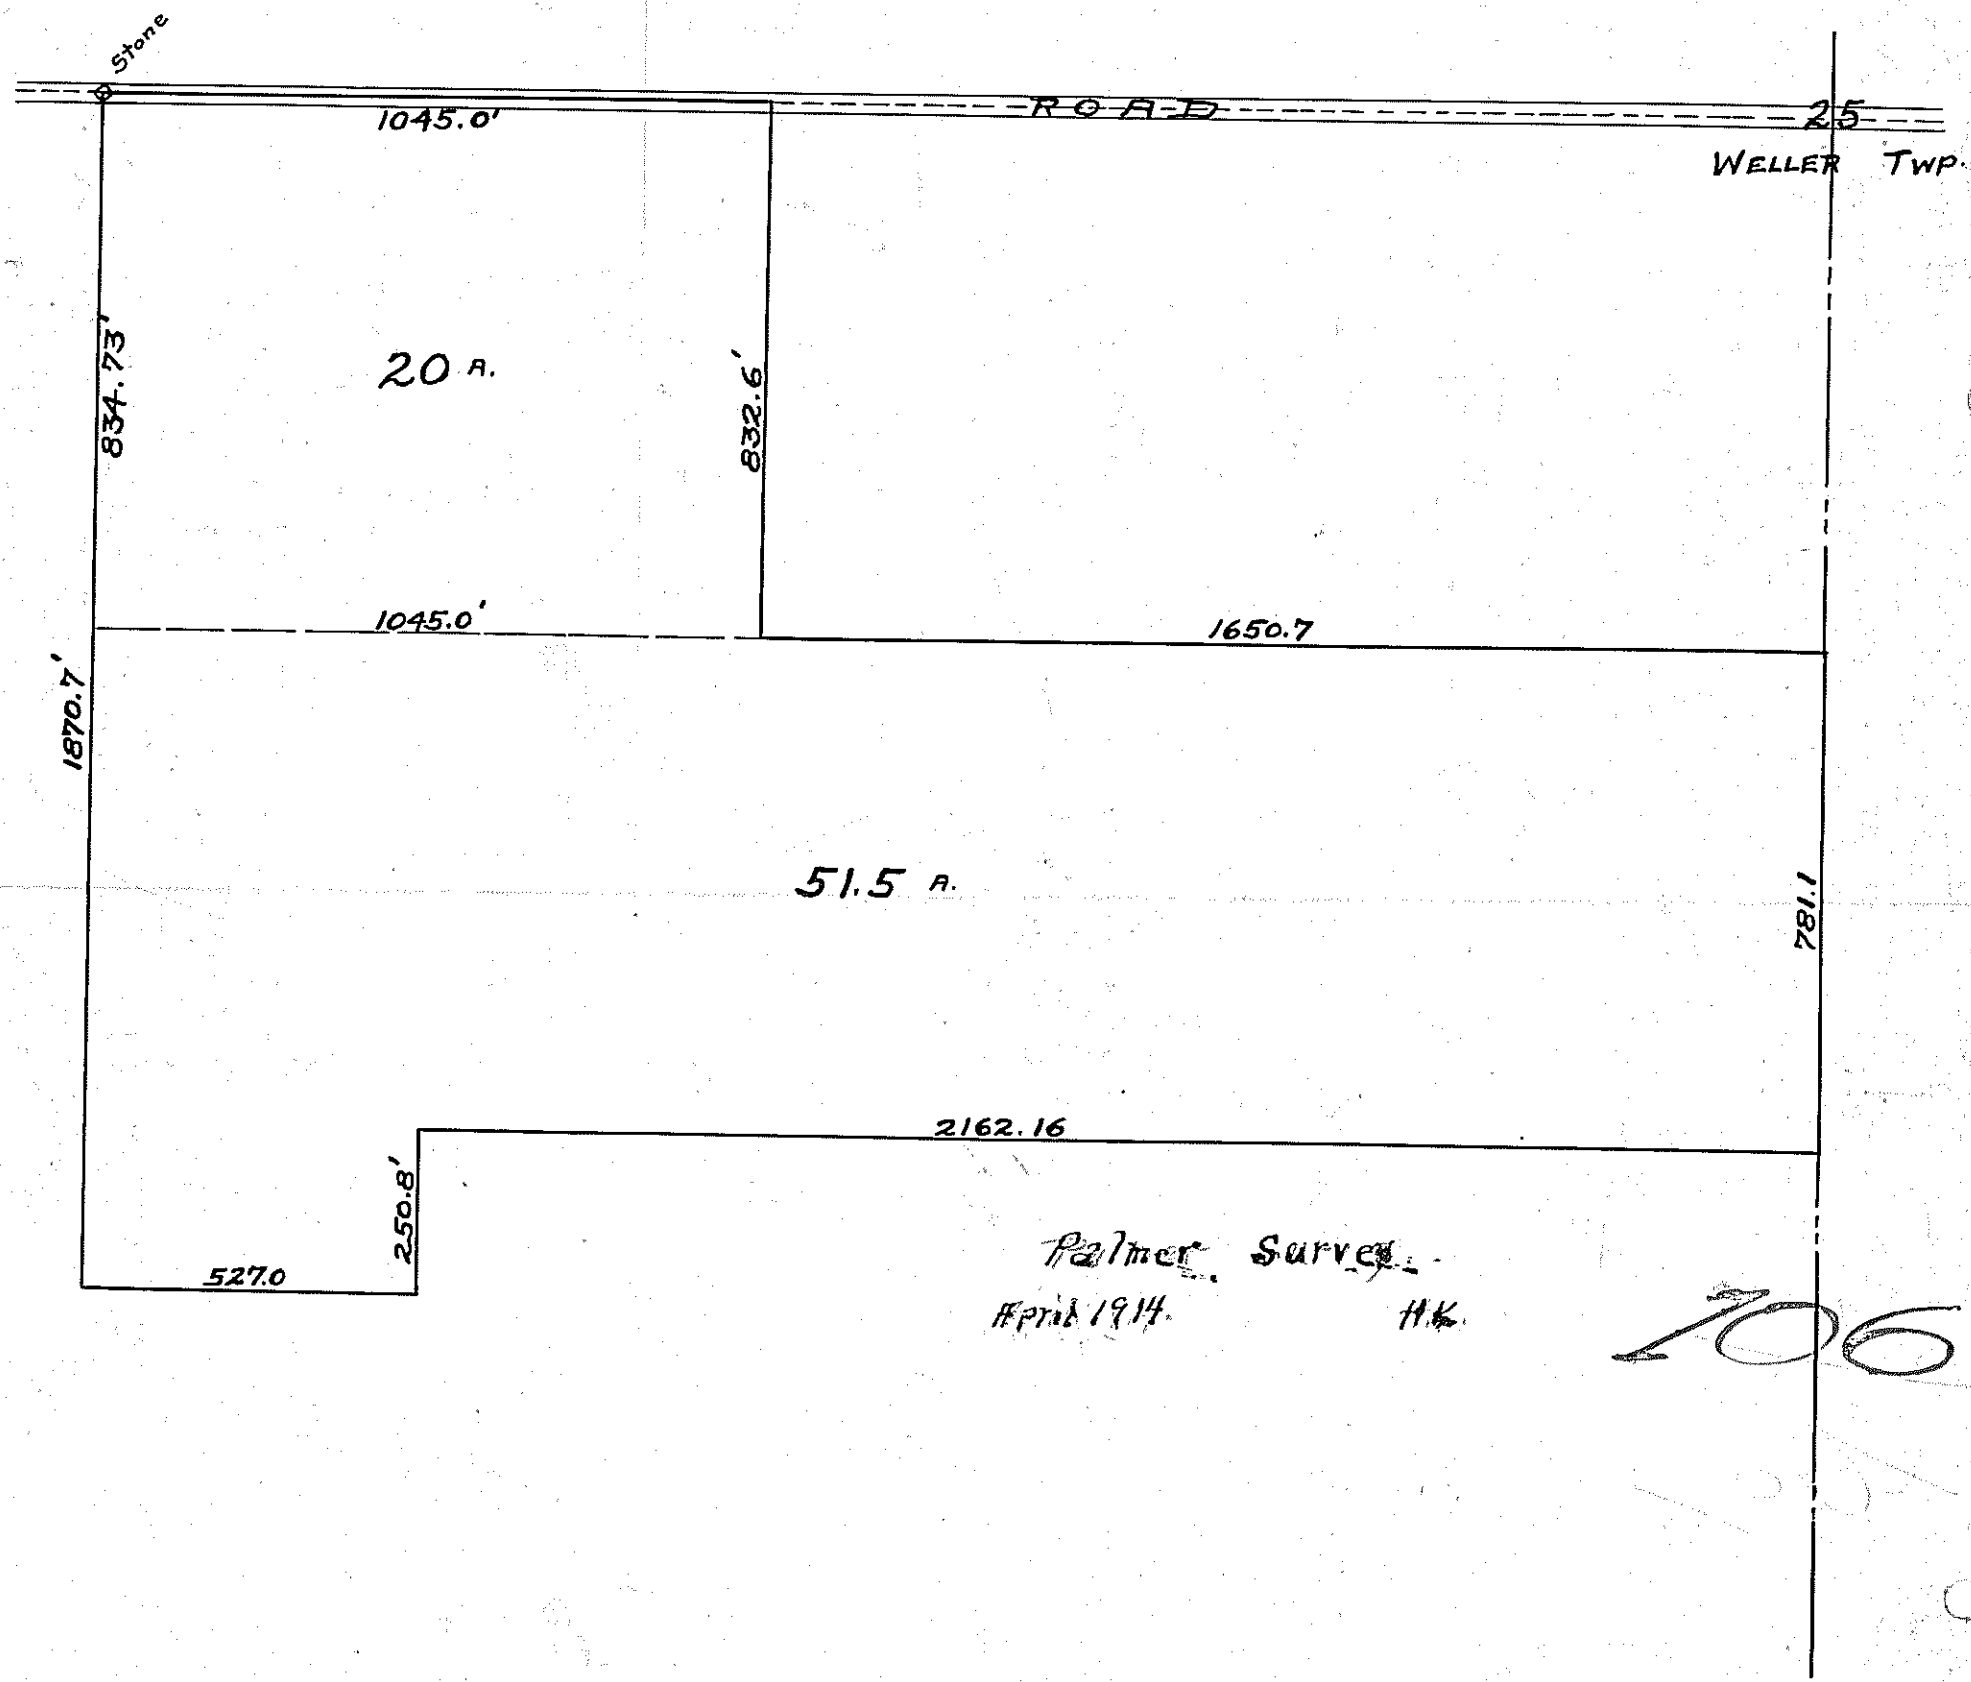 Stone
1045.0'
ROAD
25
WELLER TWP.
834.73'
20 A.
832.6'
1045.0'
1650.7
1870.7'
51.5 A.
781.1
2162.16
250.8'
527.0
Palmer Survey.
April 1914. H.K.
106